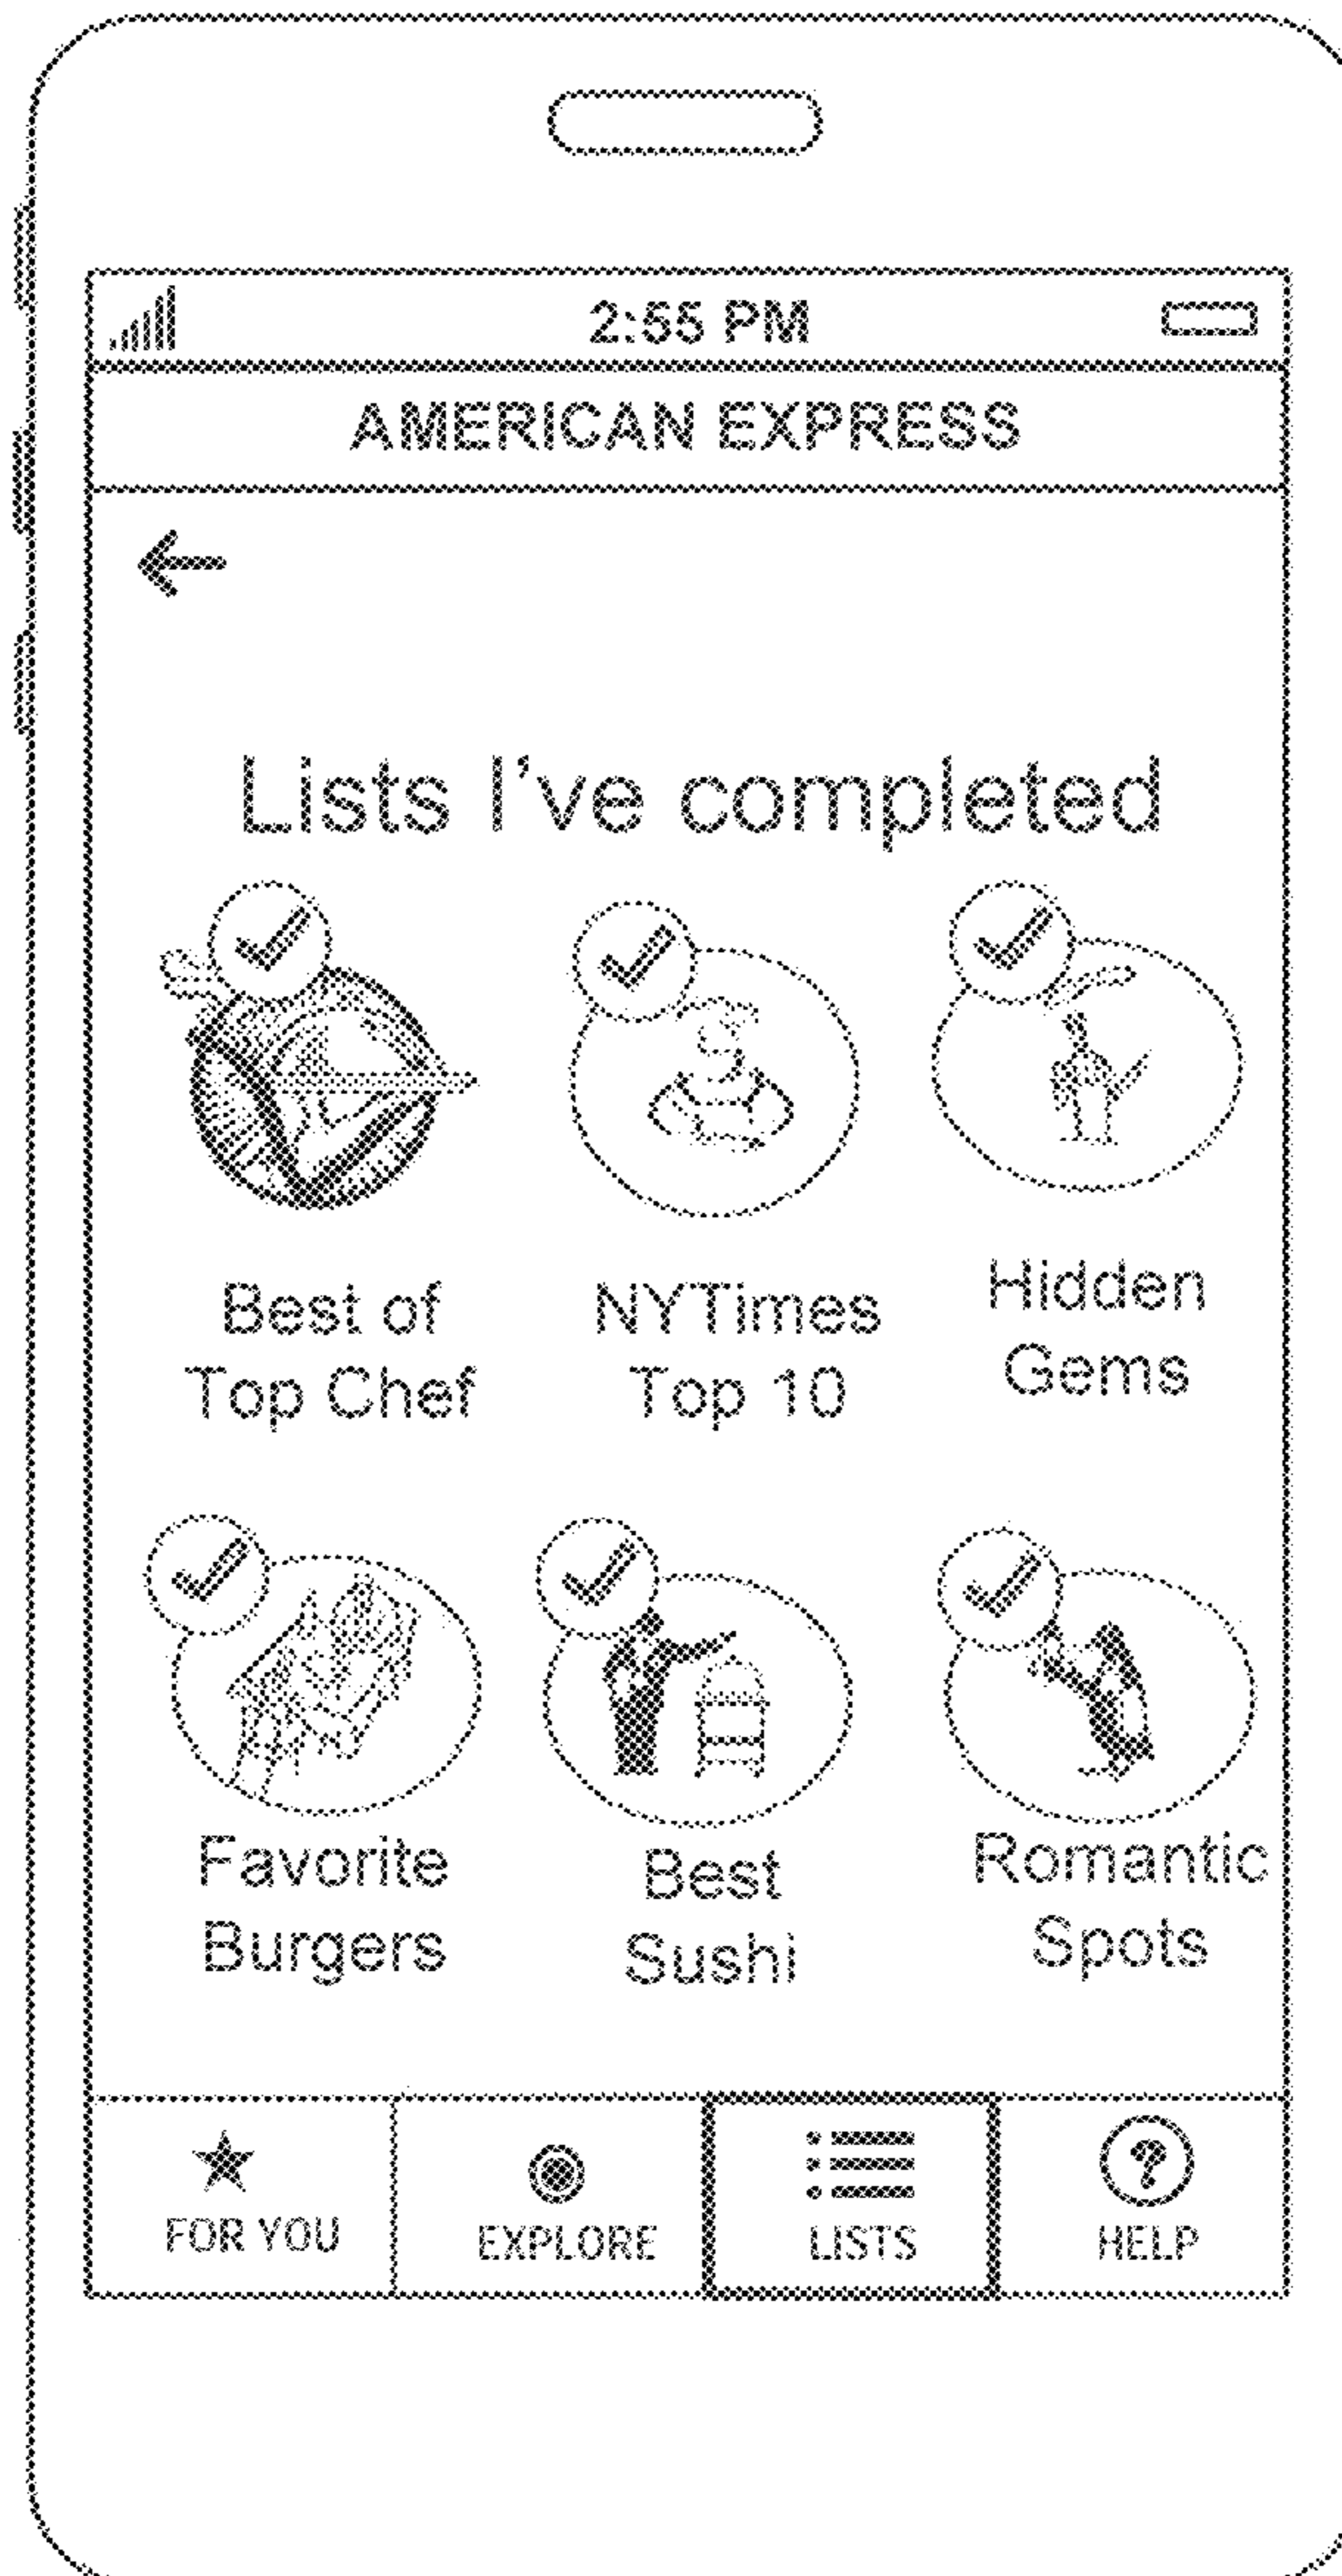 2:55 PM
AMERICAN EXPRESS
Lists I've completed
Best of
Top Chef
NYTimes
Top 10
Hidden
Gems
Favorite
Burgers
Best
Sushi
Romantic
Spots
FOR YOU
EXPLORE
LISTS
HELP